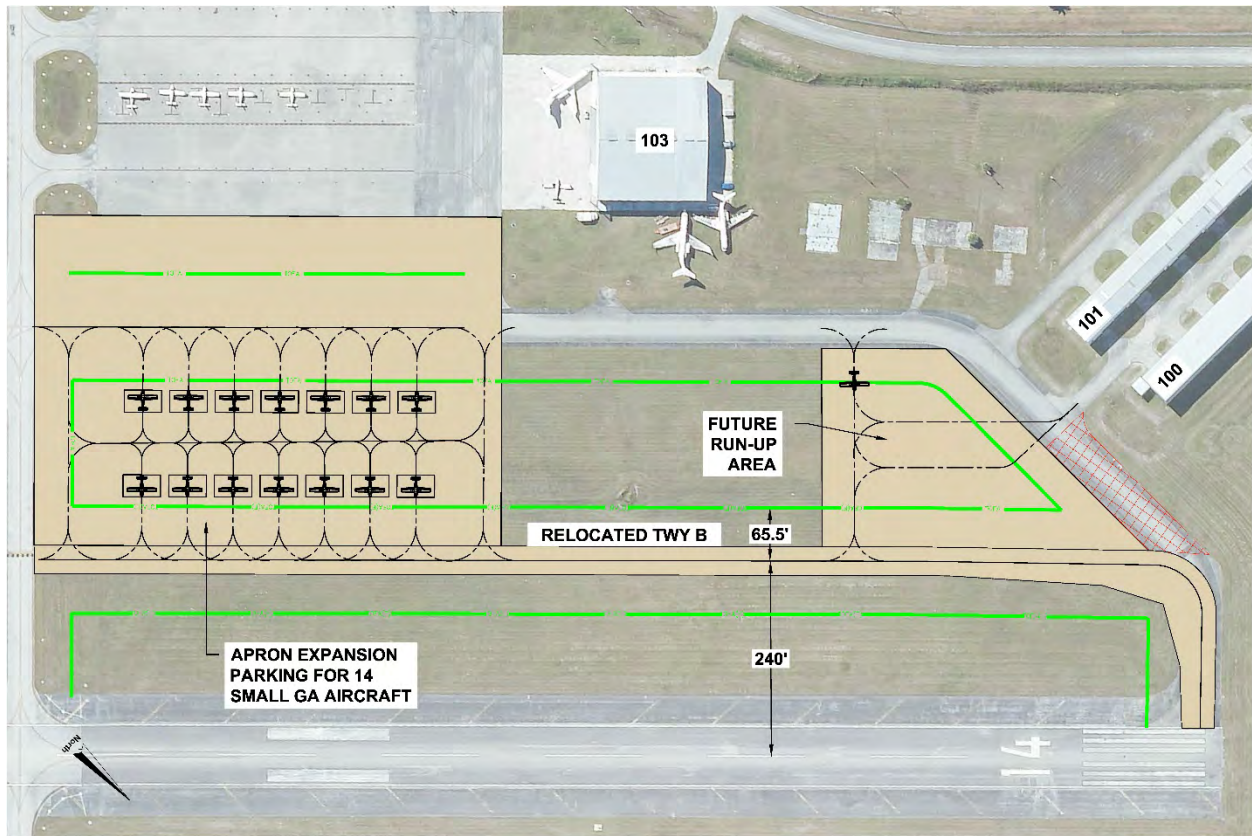 103
101
100
FUTURE
RUN-UP
AREA
RELOCATED TWY B
65.5'
240'
APRON EXPANSION
PARKING FOR 14
SMALL GA AIRCRAFT
North
14